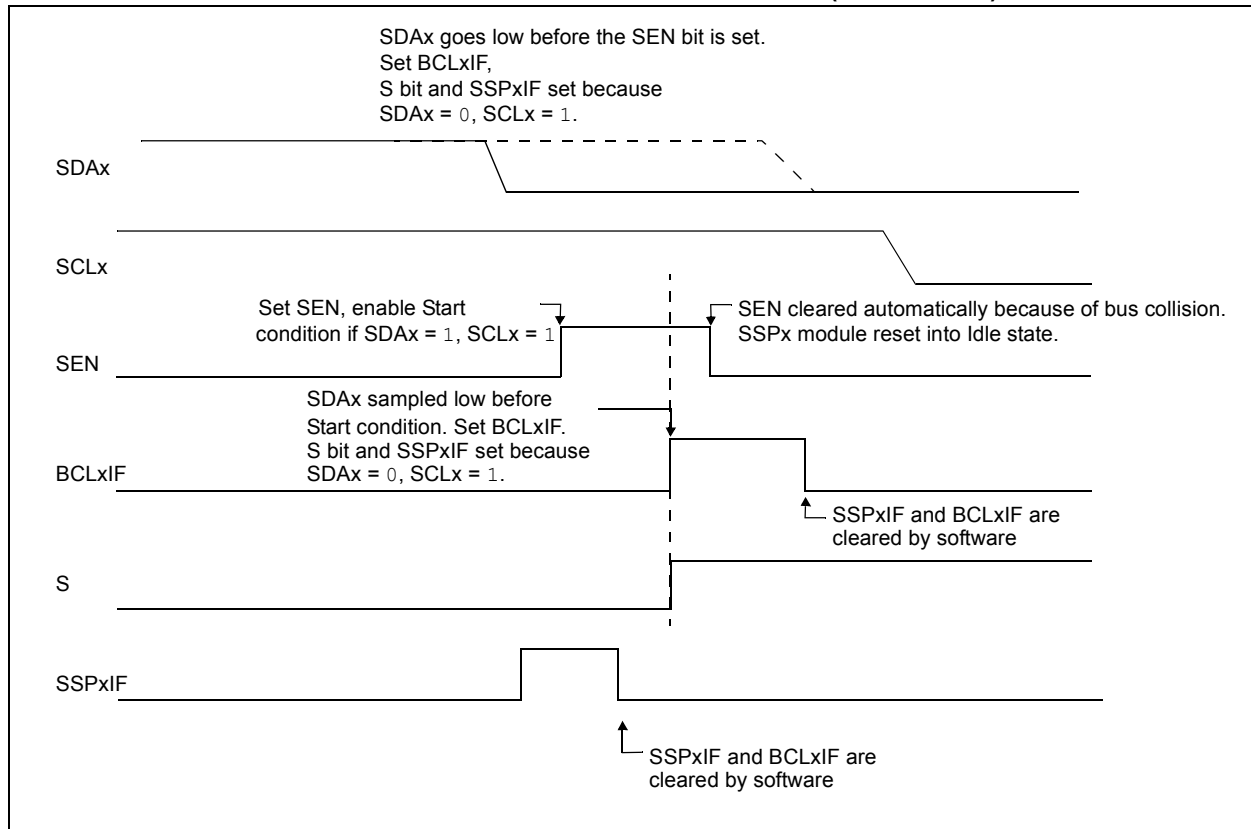 SDAx goes low before the SEN bit is set.
Set BCLxIF,
S bit and SSPxIF set because
SDAx = 0, SCLx = 1.
SDAx
SCLx
Set SEN, enable Start
condition if SDAx = 1, SCLx = 1
SEN cleared automatically because of bus collision.
SSPx module reset into Idle state.
SEN
SDAx sampled low before
Start condition. Set BCLxIF.
S bit and SSPxIF set because
SDAx = 0, SCLx = 1.
BCLxIF
SSPxIF and BCLxIF are
cleared by software
S
SSPxIF
SSPxIF and BCLxIF are
cleared by software